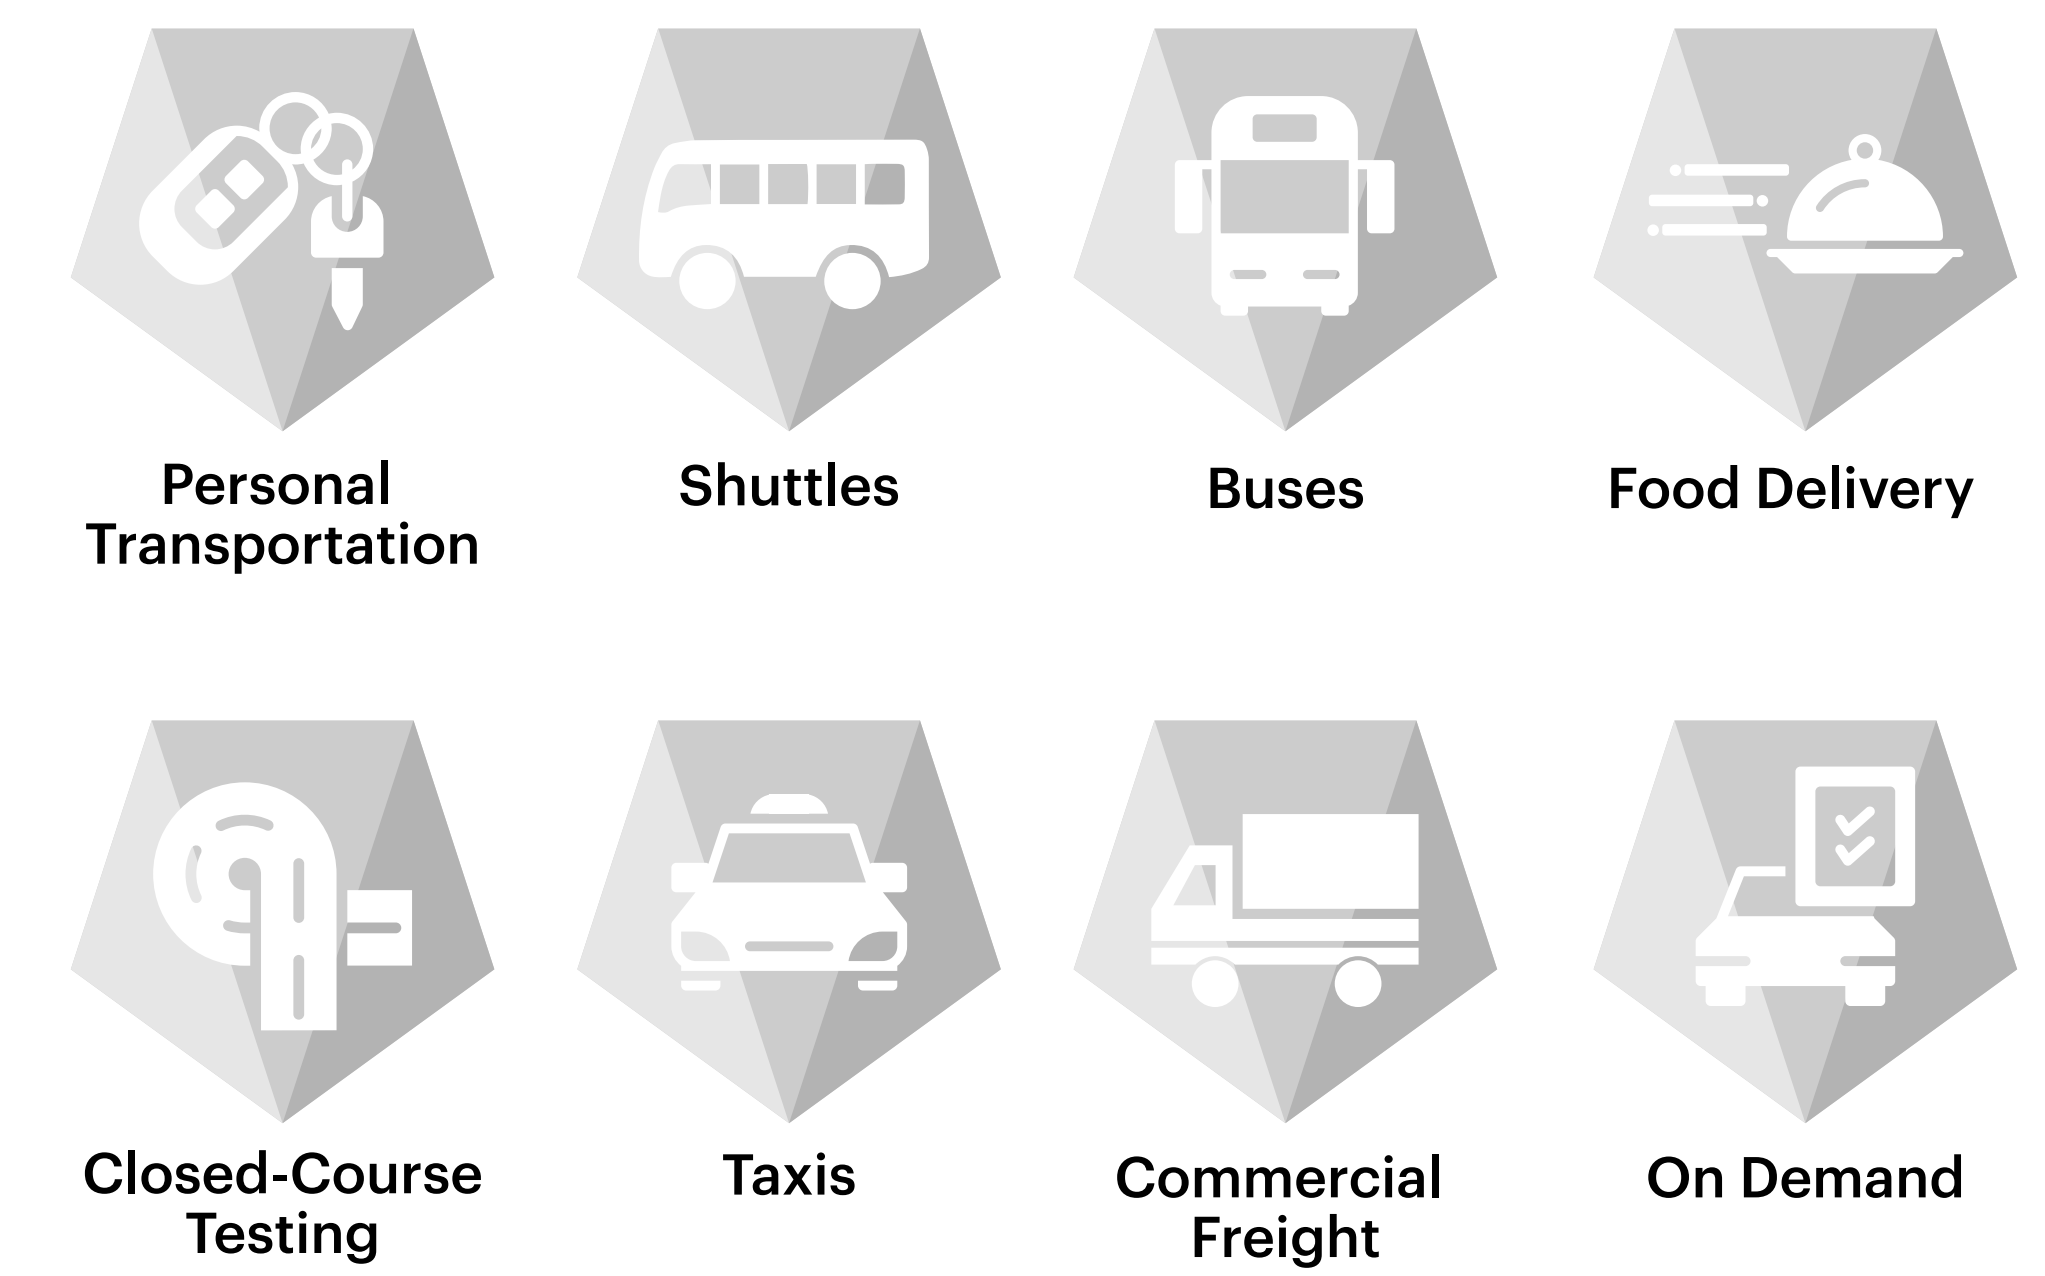 Personal
Transportation
Shuttles
Buses
Food Delivery
Closed-Course
Testing
Taxis
Commercial
Freight
On Demand